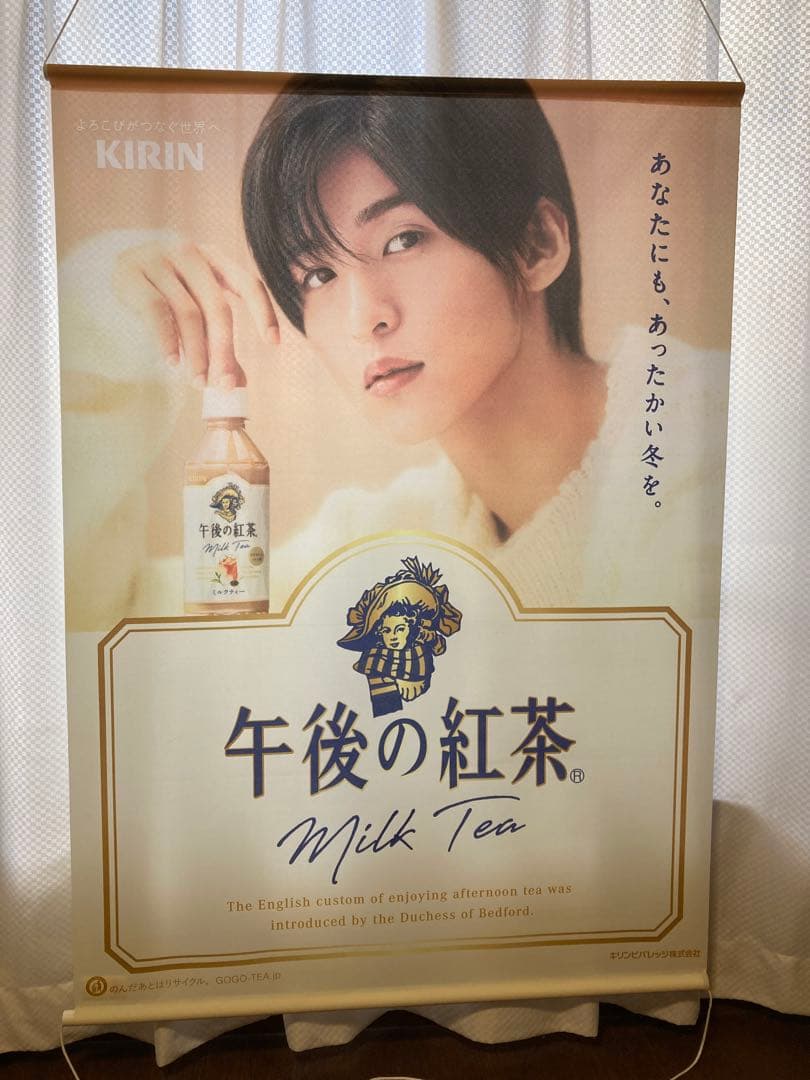 よろこびがつなぐ世界へ
KIRIN
あなたにも、あったかい冬を。
KIRIN
午後の紅茶
Milk Tea
ミルクティー
午後の紅茶®
Milk Tea
The English custom of enjoying afternoon tea was
introduced by the Duchess of Bedford.
キリンビバレッジ株式会社
のんだあとはリサイクル。 GOGO-TEA.jp